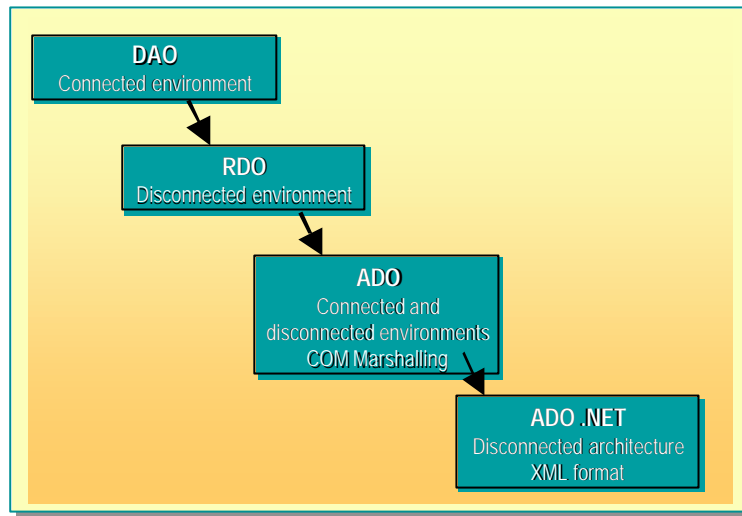 DAO
Connected environment
RDO
Disconnected environment
ADO
Connected and
disconnected environments
COM Marshalling
ADO .NET
Disconnected architecture
XML format